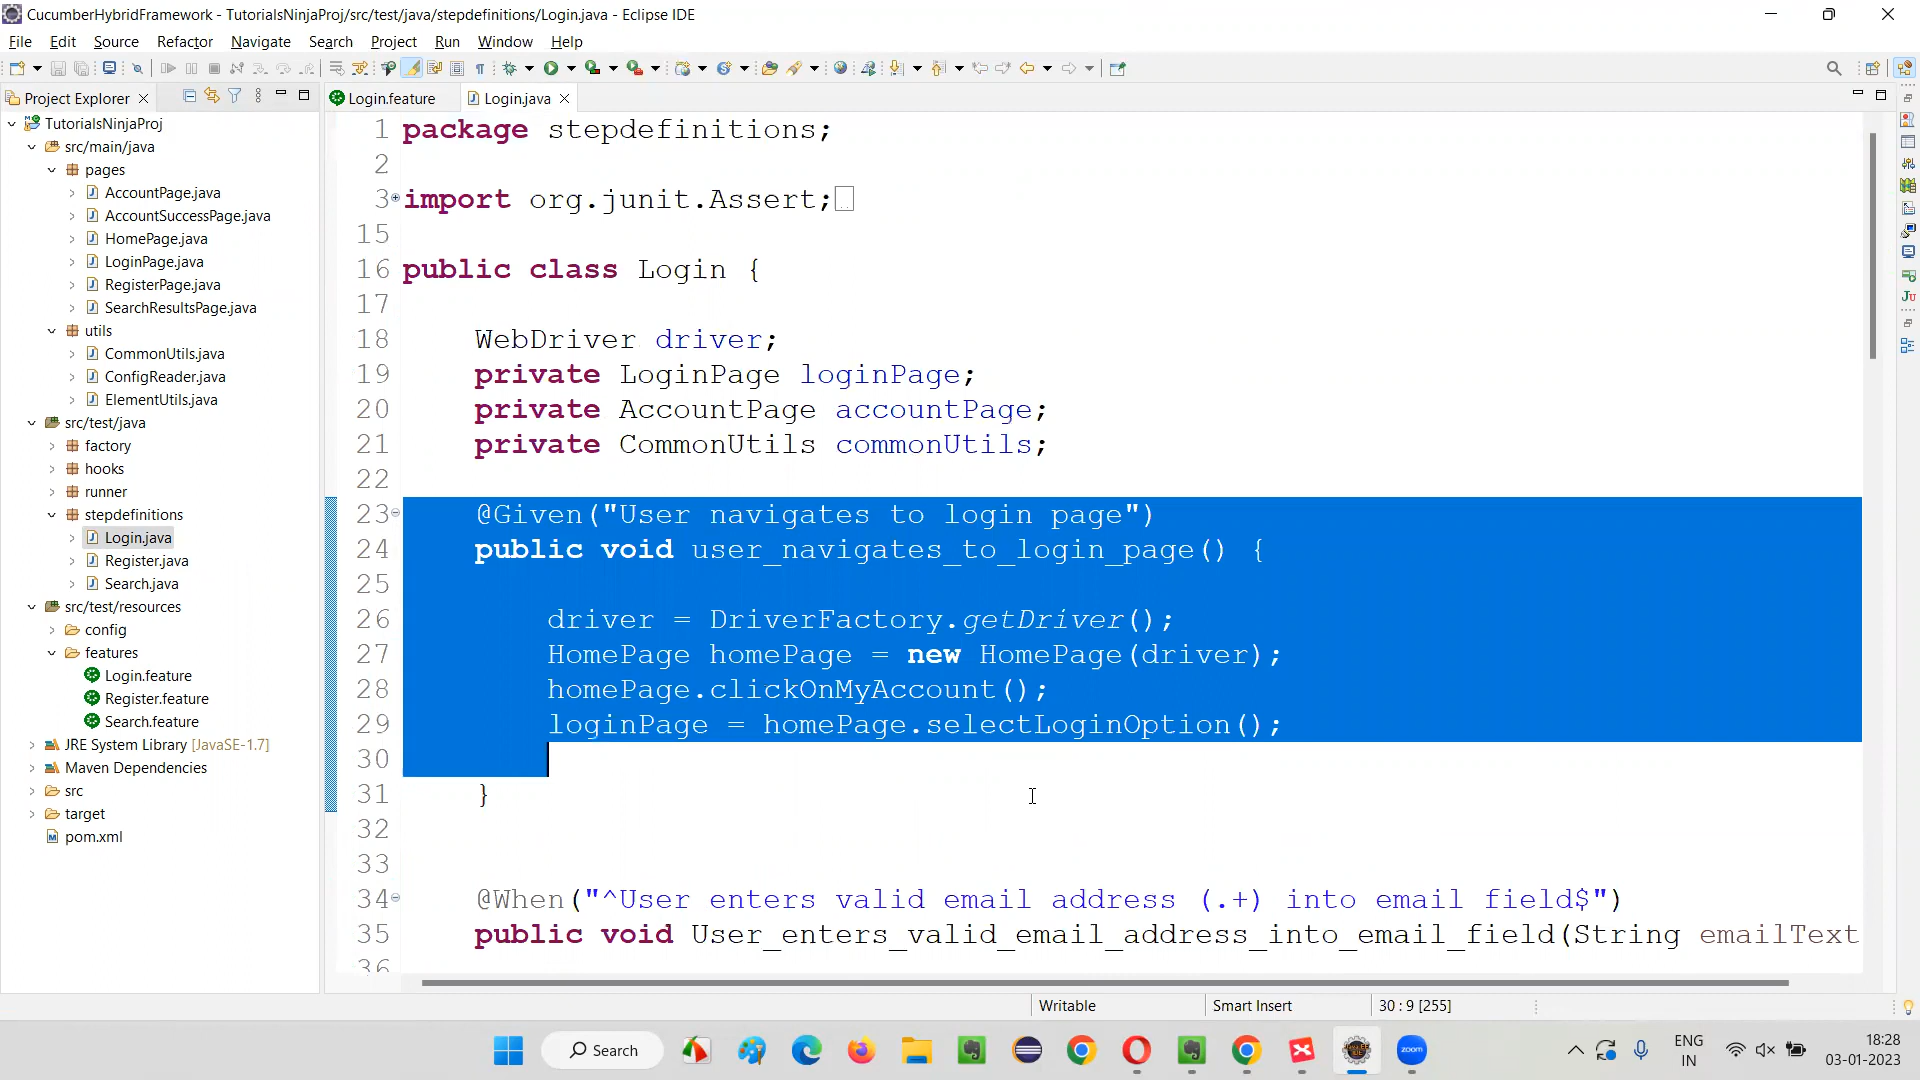 CucumberHybridFramework - TutorialsNinjaProj/src/test/java/stepdefinitions/Login.java - Eclipse IDE
File Edit Source Refactor Navigate Search Project Run Window Help
Project Explorer
Login.feature
Login.java
TutorialsNinjaProj
src/main/java
pages
AccountPage.java
AccountSuccessPage.java
HomePage.java
LoginPage.java
RegisterPage.java
SearchResultsPage.java
utils
CommonUtils.java
ConfigReader.java
ElementUtils.java
src/test/java
factory
hooks
runner
stepdefinitions
Login.java
Register.java
Search.java
src/test/resources
config
features
Login.feature
Register.feature
Search.feature
JRE System Library [JavaSE-1.7]
Maven Dependencies
src
target
pom.xml
1 package stepdefinitions;
2
3 import org.junit.Assert;
15
16 public class Login {
17
18 WebDriver driver;
19 private LoginPage loginPage;
20 private AccountPage accountPage;
21 private CommonUtils commonUtils;
22
23 @Given("User navigates to login page")
24 public void user_navigates_to_login_page() {
25
26 driver = DriverFactory.getDriver();
27 HomePage homePage = new HomePage(driver);
28 homePage.clickOnMyAccount();
29 loginPage = homePage.selectLoginOption();
30
31 }
32
33
34 @When("^User enters valid email address (.+) into email field$")
35 public void User_enters_valid_email_address_into_email_field(String emailText
36
Writable
Smart Insert
30 : 9 [255]
Search
zoom
ENG
IN
18:28
03-01-2023